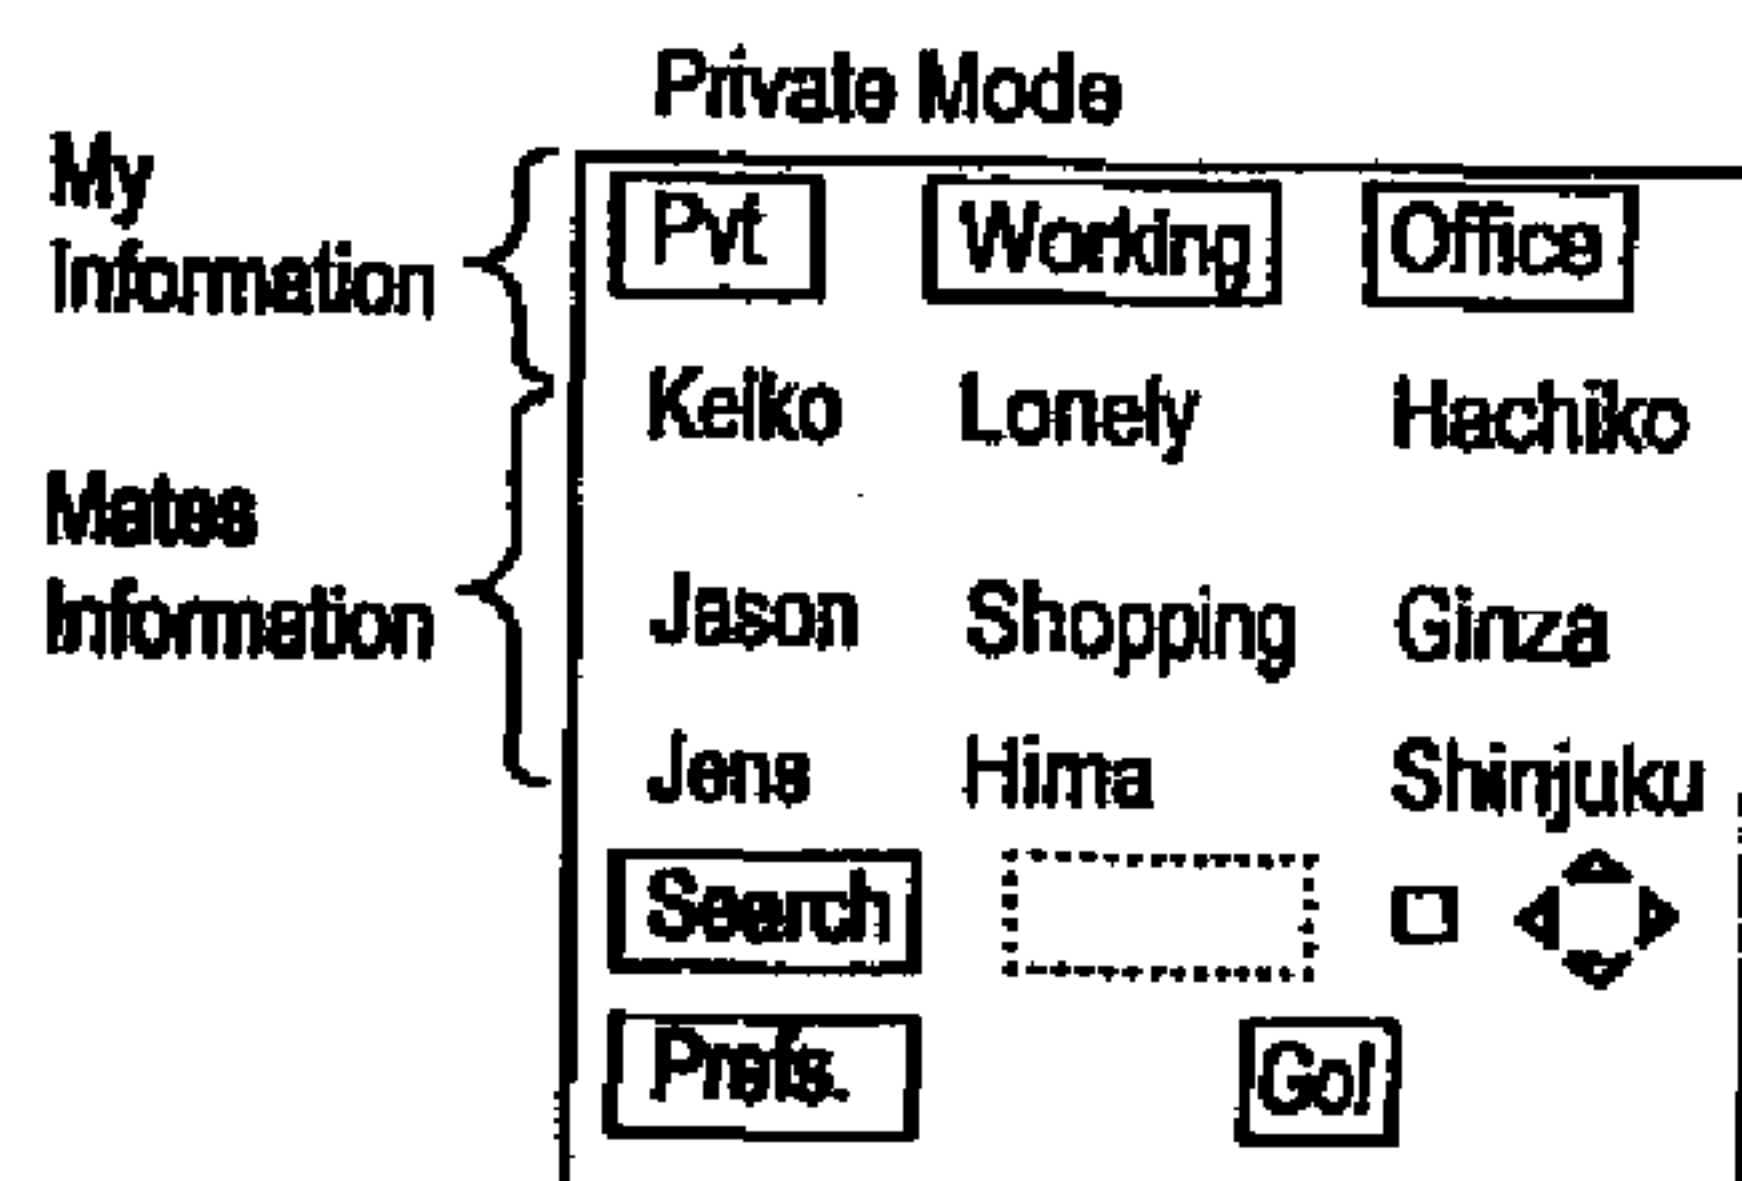 Private Mode
My
Information
Pvt Working Office
Keiko Lonely Hachiko
Mates
Information
Jason Shopping Ginza
Jens Hima Shinjuku
Search
Prefs. Go!